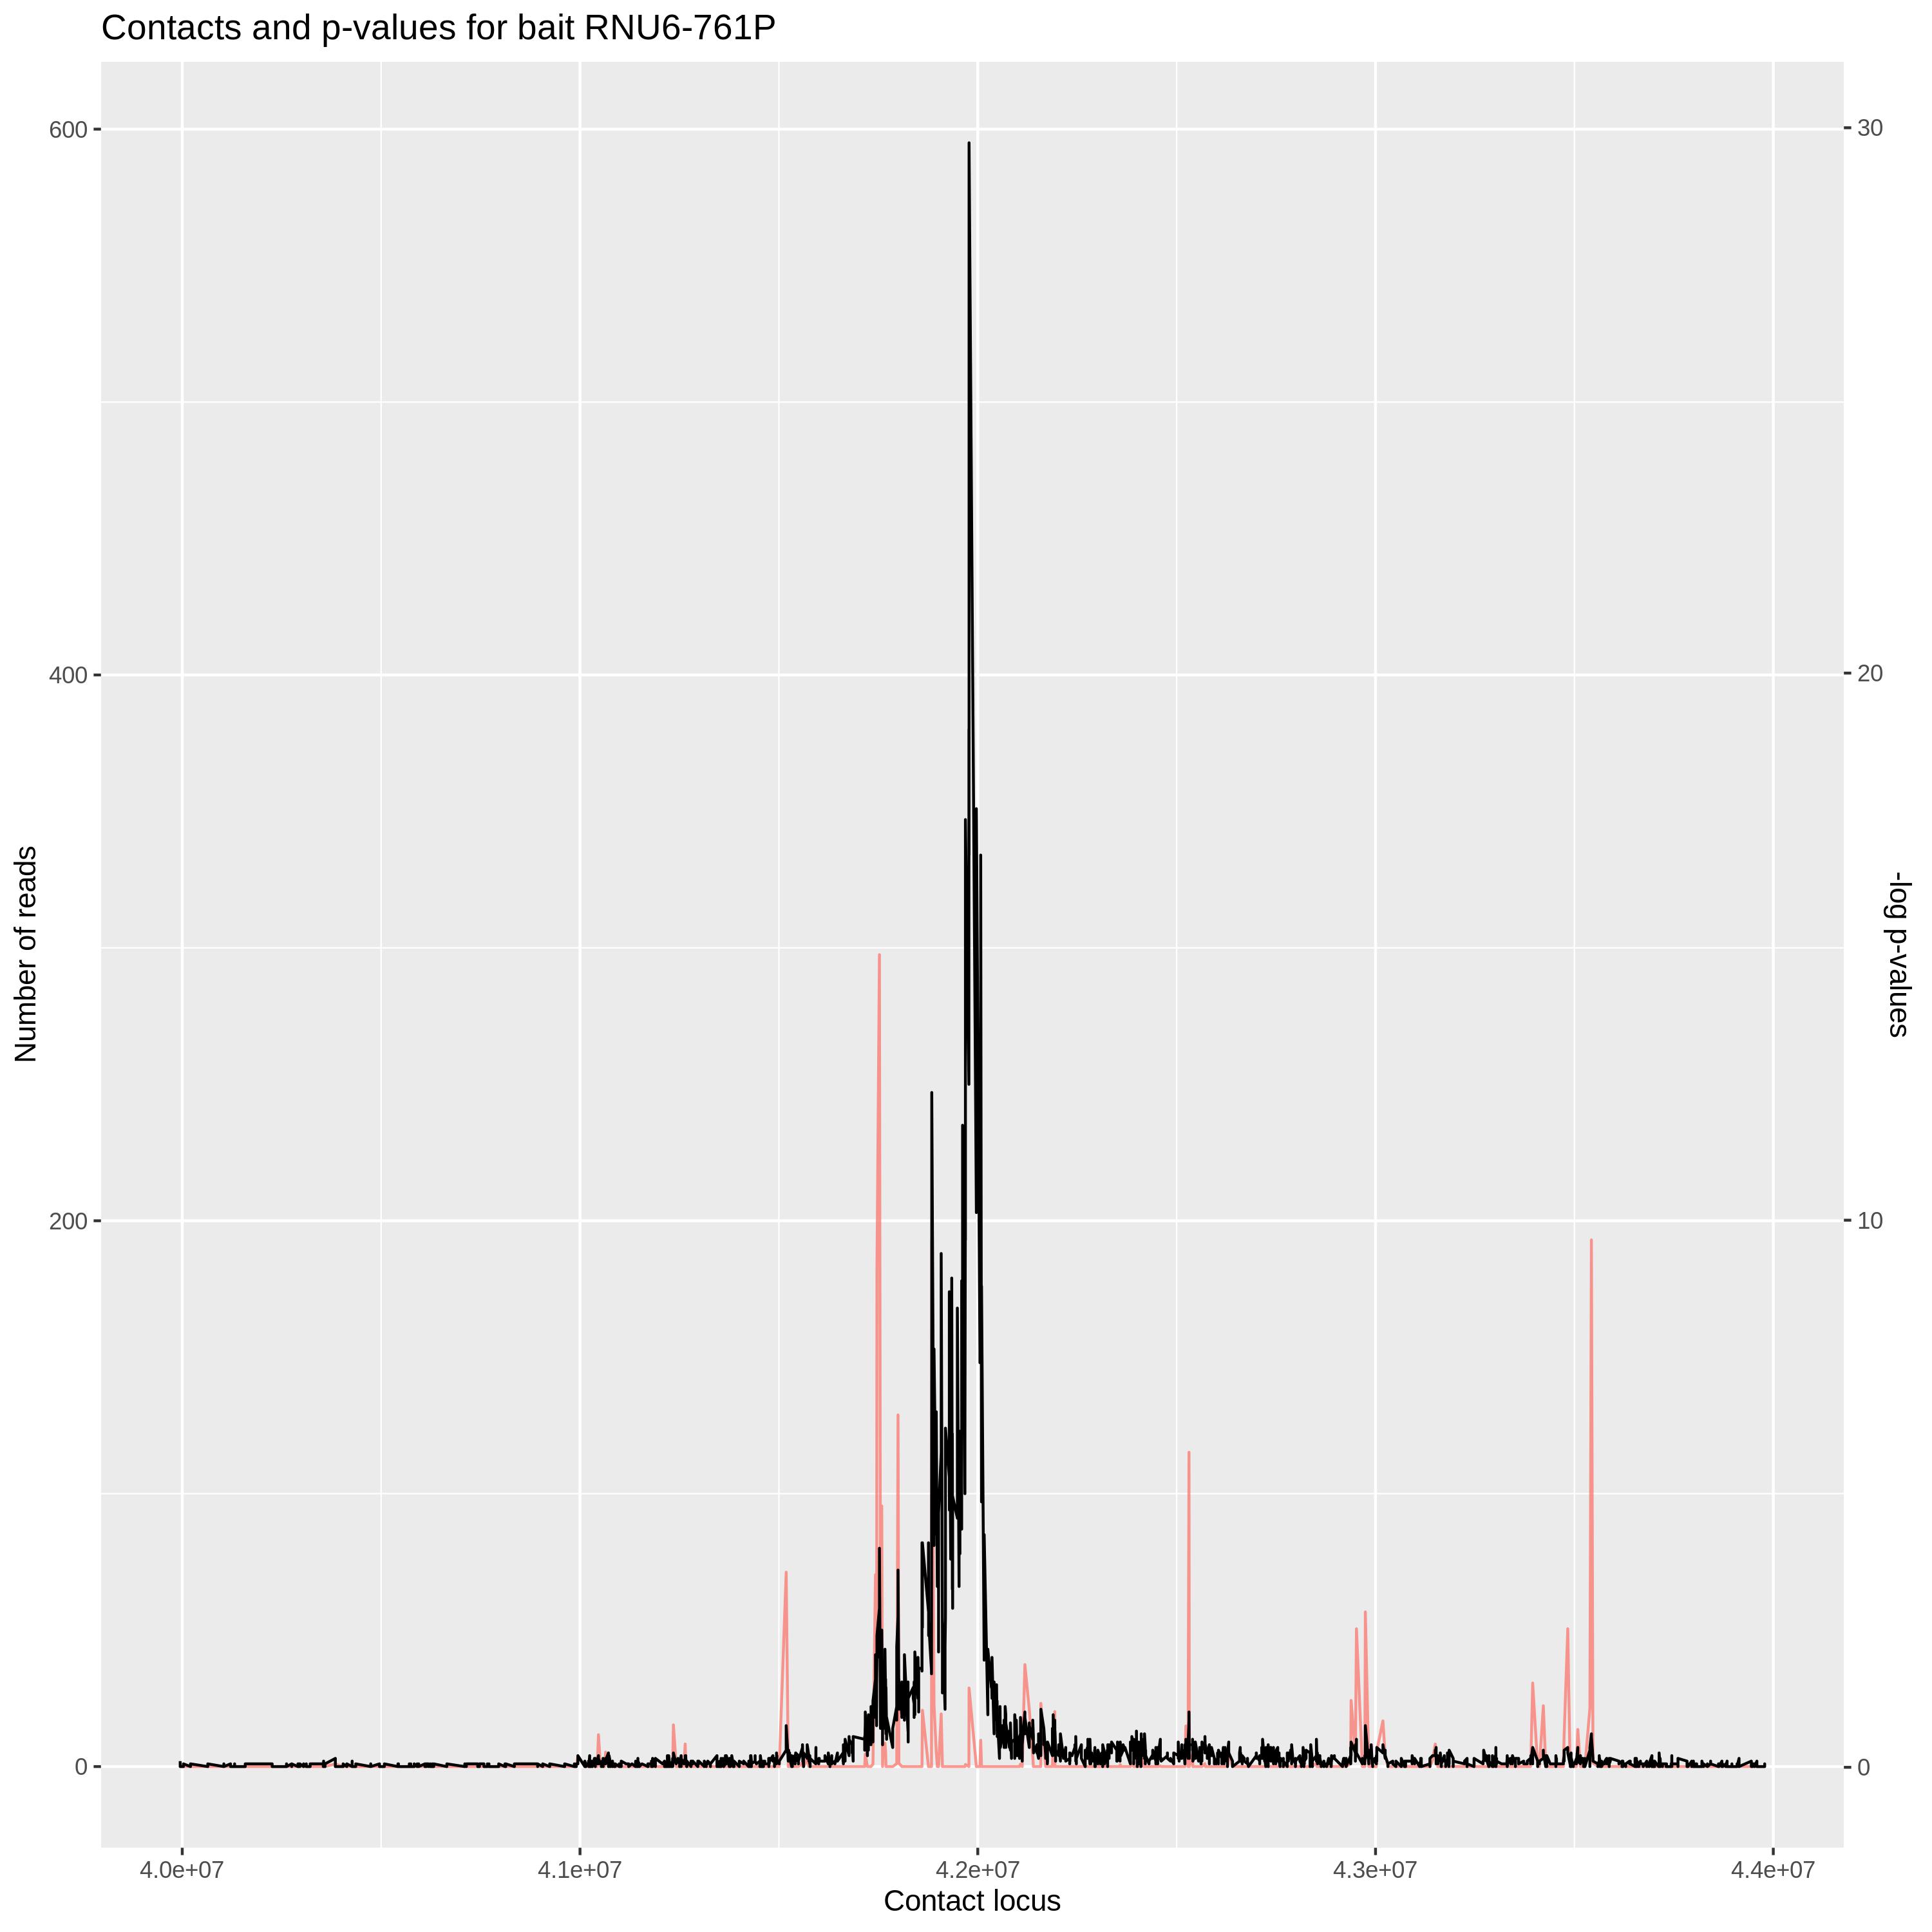 Contacts and p-values for bait RNU6-761P
600
400
200
0
Number of reads
30
20
10
0
-log p-values
4.0e+07
4.1e+07
4.2e+07
4.3e+07
4.4e+07
Contact locus